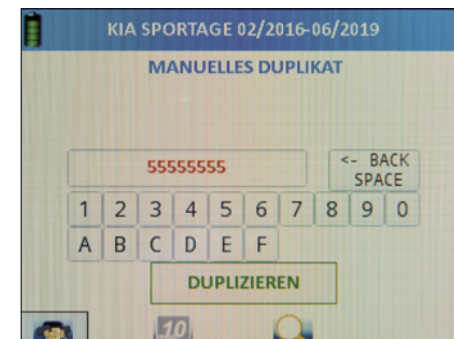 KIA SPORTAGE 02/2016-06/2019
MANUELLES DUPLIKAT
55555555
<- BACK
SPACE
1 2 3 4 5 6 7 8 9 0
A B C D E F
DUPLIZIEREN
10